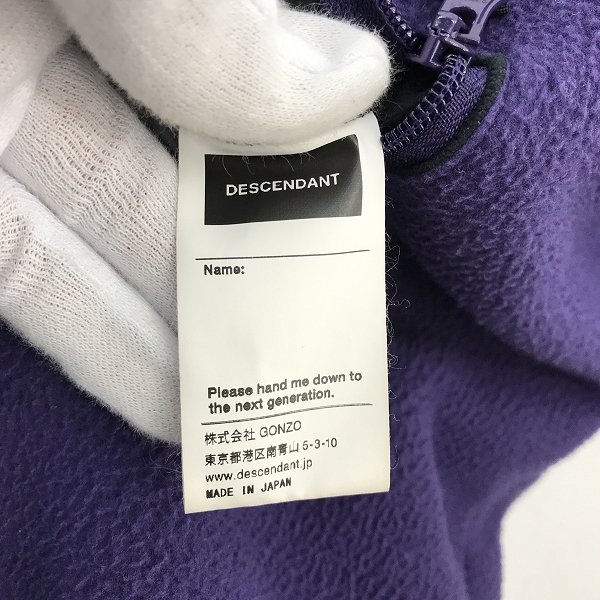 DESCENDANT
Name:
Please hand me down to
the next generation.
株式会社 GONZO
東京都港区南青山 5-3-10
www.descendant.jp
MADE IN JAPAN